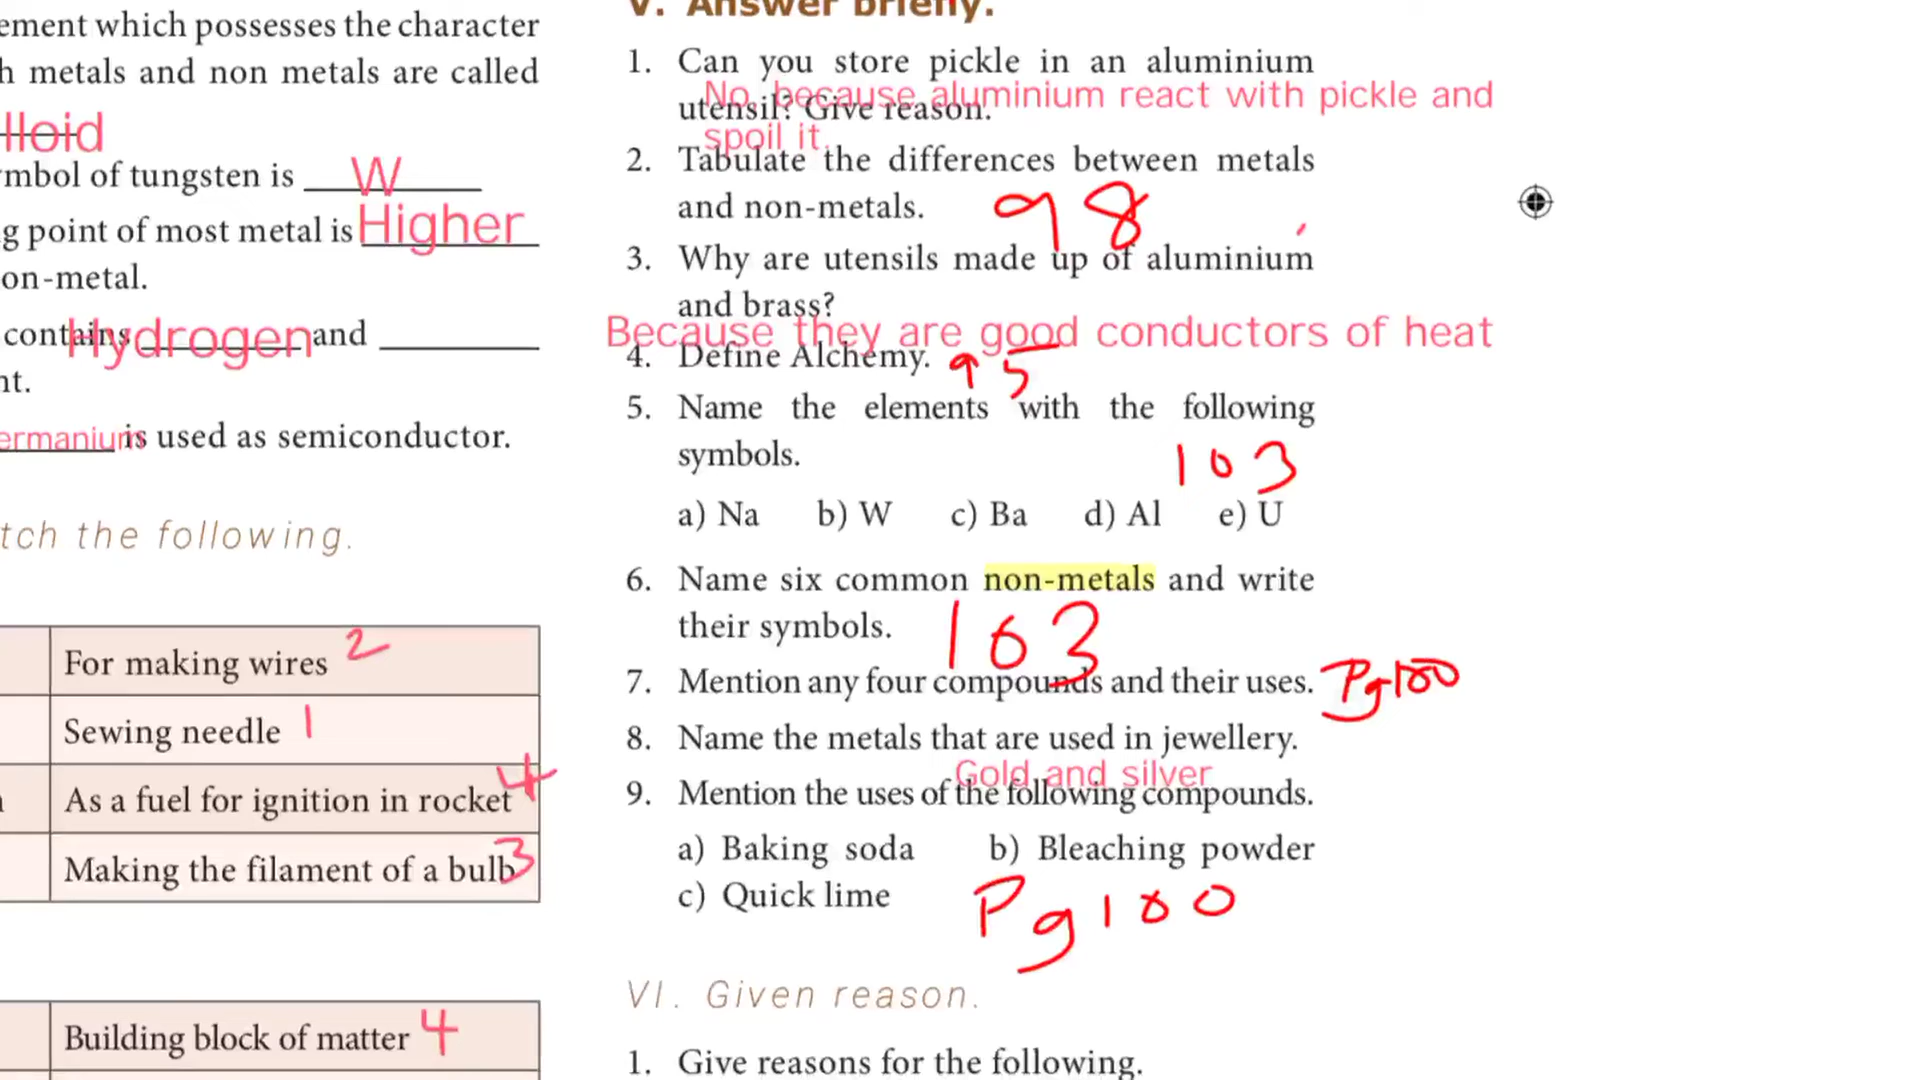 ement which possesses the character
h metals and non metals are called
lloid
mbol of tungsten is W
g point of most metal is Higher
on-metal.
contains Hydrogen and
nt.
ermanium is used as semiconductor.
tch the following.
For making wires 2
Sewing needle 1
As a fuel for ignition in rocket 4
Making the filament of a bulb 3
Building block of matter 4
V. Answer briefly.
1. Can you store pickle in an aluminium
utensil? Give reason.
No, because aluminium react with pickle and
spoil it.
2. Tabulate the differences between metals
and non-metals. 98
3. Why are utensils made up of aluminium
and brass?
Because they are good conductors of heat
4. Define Alchemy. 95
5. Name the elements with the following
symbols. 103
a) Na b) W c) Ba d) Al e) U
6. Name six common non-metals and write
their symbols. 103
7. Mention any four compounds and their uses. Pg 100
8. Name the metals that are used in jewellery.
Gold and silver
9. Mention the uses of the following compounds.
a) Baking soda b) Bleaching powder
c) Quick lime Pg 100
VI. Given reason.
1. Give reasons for the following.